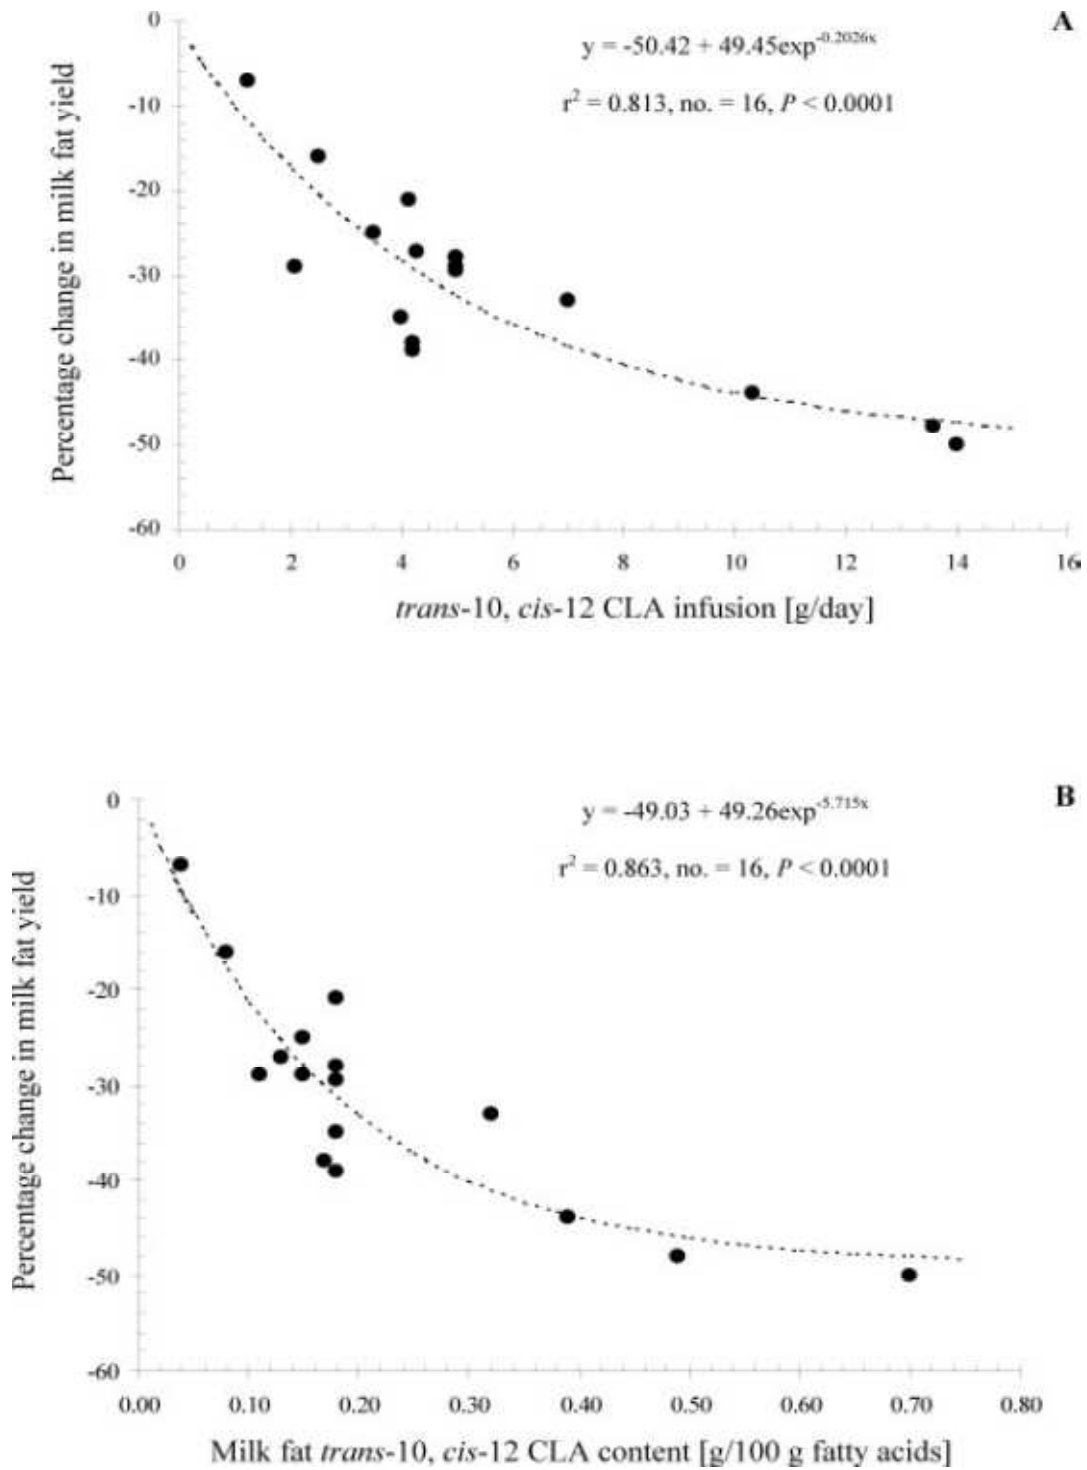 A
y = -50.42 + 49.45exp^-0.2026x
r² = 0.813, no. = 16, P < 0.0001
Percentage change in milk fat yield
0
-10
-20
-30
-40
-50
-60
0 2 4 6 8 10 12 14 16
trans-10, cis-12 CLA infusion [g/day]
B
y = -49.03 + 49.26exp^-5.715x
r² = 0.863, no. = 16, P < 0.0001
Percentage change in milk fat yield
0
-10
-20
-30
-40
-50
-60
0.00 0.10 0.20 0.30 0.40 0.50 0.60 0.70 0.80
Milk fat trans-10, cis-12 CLA content [g/100 g fatty acids]